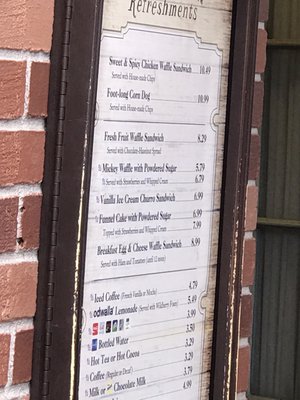 Refreshments
Sweet & Spicy Chicken Waffle Sandwich 10.49
Served with House-made Chips
Foot-long Corn Dog 10.99
Served with House-made Chips
Fresh Fruit Waffle Sandwich 8.29
Served with Chocolate-Hazelnut Spread
Mickey Waffle with Powdered Sugar 5.79
with Strawberries and Whipped Cream 6.79
Vanilla Ice Cream Churro Sandwich 6.99
Funnel Cake with Powdered Sugar 6.99
Topped with Strawberries and Whipped Cream 7.99
Breakfast Egg & Cheese Waffle Sandwich 8.99
Served with Ham and Tomatoes (until 12 noon)
Iced Coffee (French Vanilla or Mocha) 4.79
odwalla Lemonade (Served with Wildberry Foam) 5.49
3.99
Bottled Water 3.50
Hot Tea or Hot Cocoa 3.29
Coffee (Regular or Decaf) 3.29
Milk or Chocolate Milk 3.79
4.99